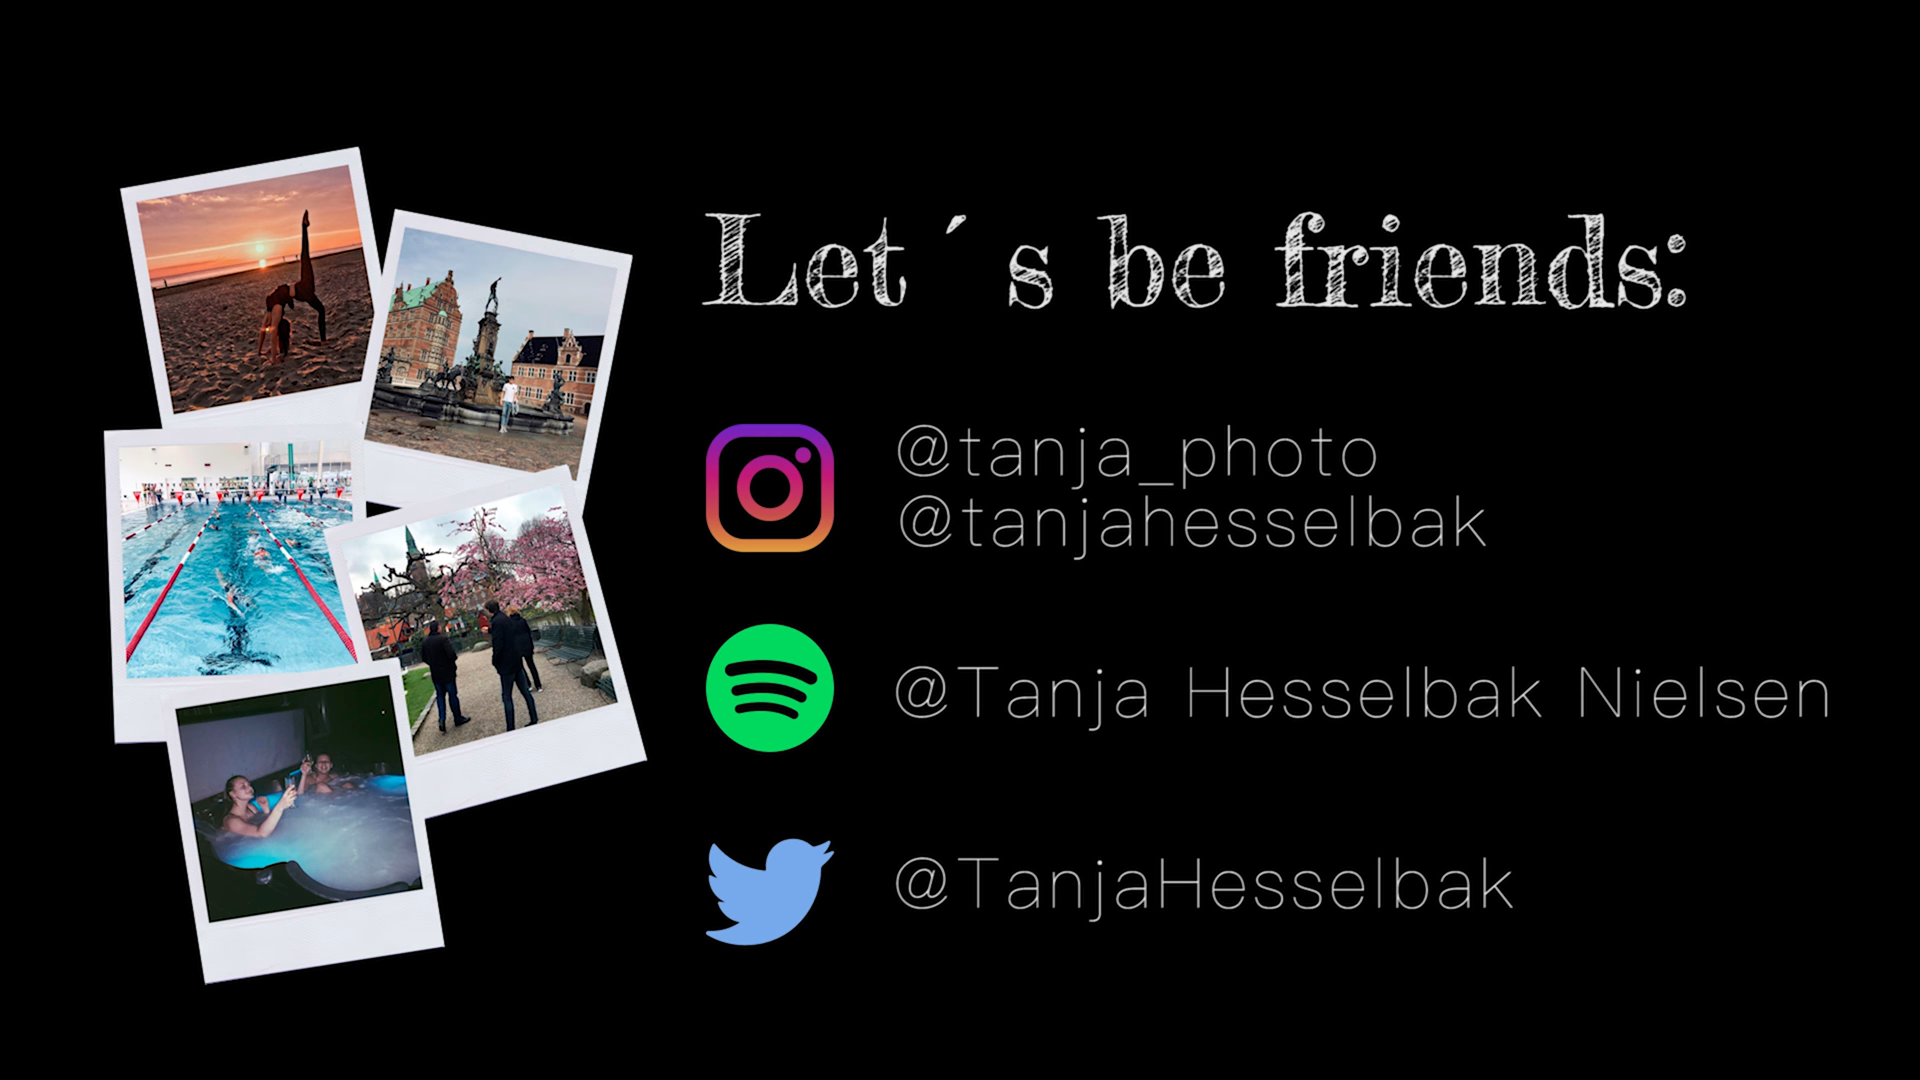 Let´s be friends:
@tanja_photo
@tanjahesselbak
@Tanja Hesselbak Nielsen
@TanjaHesselbak